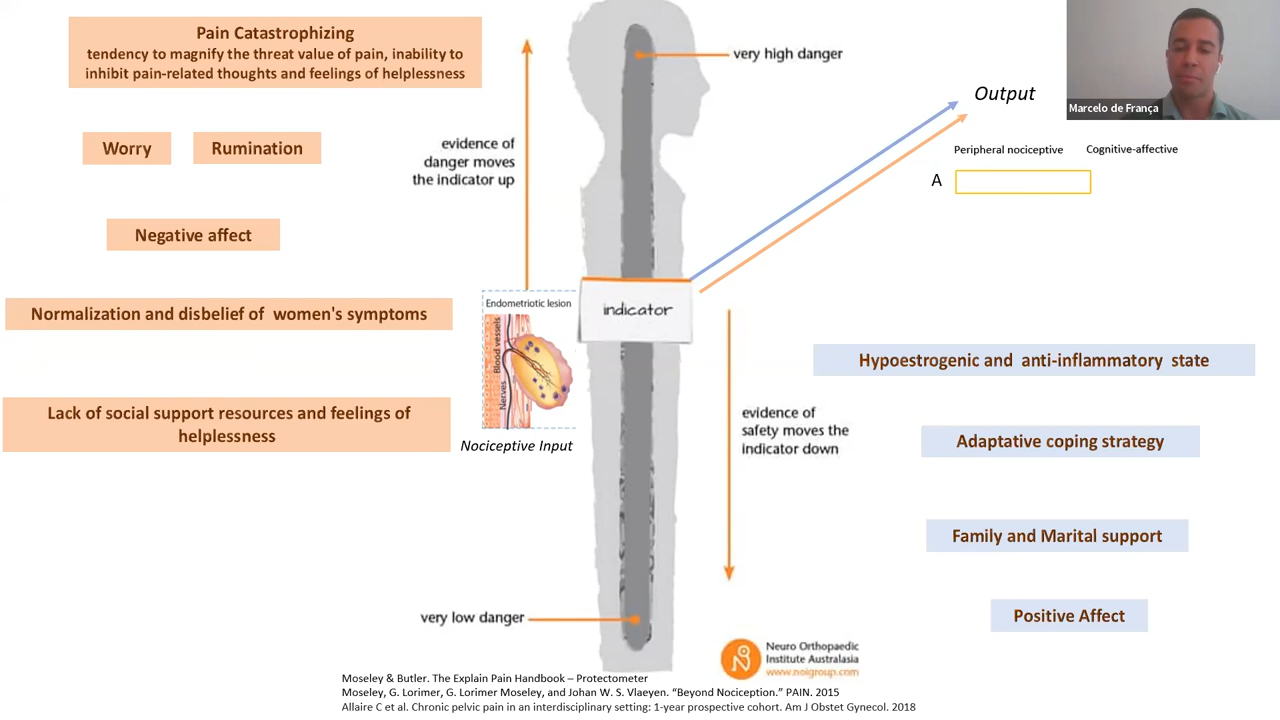 Pain Catastrophizing
tendency to magnify the threat value of pain, inability to
inhibit pain-related thoughts and feelings of helplessness
Worry
Rumination
Negative affect
Normalization and disbelief of women's symptoms
Lack of social support resources and feelings of
helplessness
evidence of
danger moves
the indicator up
very high danger
Endometriotic lesion
Blood vessels
Nerves
Nociceptive Input
indicator
very low danger
evidence of
safety moves the
indicator down
Output
Marcelo de França
Peripheral nociceptive
Cognitive-affective
A
Hypoestrogenic and anti-inflammatory state
Adaptative coping strategy
Family and Marital support
Positive Affect
Neuro Orthopaedic
Institute Australasia
www.noigroup.com
Moseley & Butler. The Explain Pain Handbook – Protectometer
Moseley, G. Lorimer, G. Lorimer Moseley, and Johan W. S. Vlaeyen. “Beyond Nociception.” PAIN. 2015
Allaire C et al. Chronic pelvic pain in an interdisciplinary setting: 1-year prospective cohort. Am J Obstet Gynecol. 2018